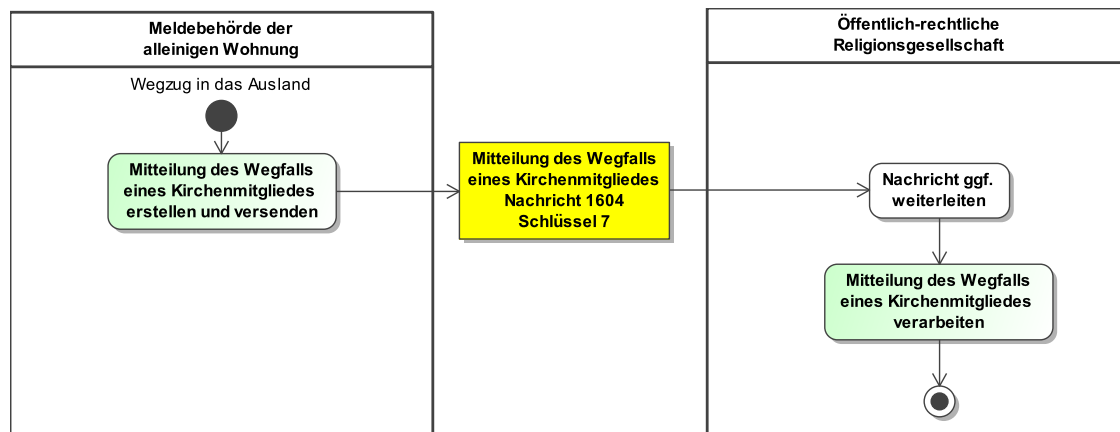 Meldebehörde der
alleinigen Wohnung
Wegzug in das Ausland
Mitteilung des Wegfalls
eines Kirchenmitgliedes
erstellen und versenden
Mitteilung des Wegfalls
eines Kirchenmitgliedes
Nachricht 1604
Schlüssel 7
Öffentlich-rechtliche
Religionsgesellschaft
Nachricht ggf.
weiterleiten
Mitteilung des Wegfalls
eines Kirchenmitgliedes
verarbeiten